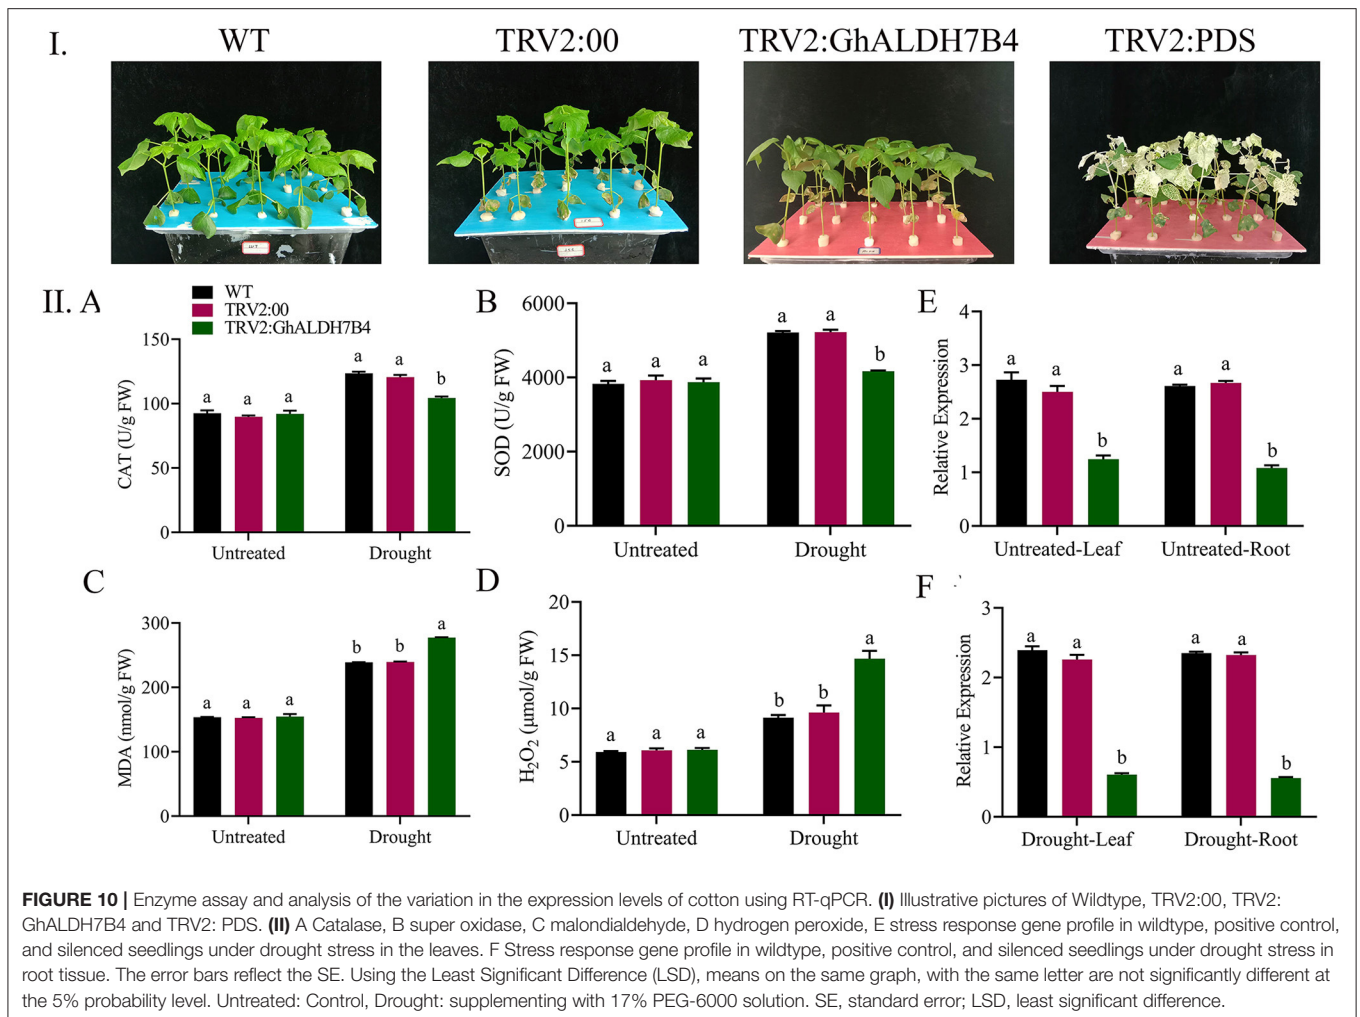 I.
WT
TRV2:00
TRV2:GhALDH7B4
TRV2:PDS
WT
II. A
WT
TRV2:00
TRV2:GhALDH7B4
CAT (U/g FW)
150
100
50
0
a a a
a a b
Untreated
Drought
B
SOD (U/g FW)
6000
4000
2000
0
a a a
a a b
Untreated
Drought
E
Relative Expression
4
3
2
1
0
a a b
a a b
Untreated-Leaf
Untreated-Root
C
MDA (nmol/g FW)
300
200
100
0
a a a
b b a
Untreated
Drought
D
H₂O₂ (μmol/g FW)
20
15
10
5
0
a a a
b b a
Untreated
Drought
F
Relative Expression
3
2
1
0
a a b
a a b
Drought-Leaf
Drought-Root
FIGURE 10 | Enzyme assay and analysis of the variation in the expression levels of cotton using RT-qPCR. (I) Illustrative pictures of Wildtype, TRV2:00, TRV2:
GhALDH7B4 and TRV2: PDS. (II) A Catalase, B super oxidase, C malondialdehyde, D hydrogen peroxide, E stress response gene profile in wildtype, positive control,
and silenced seedlings under drought stress in the leaves. F Stress response gene profile in wildtype, positive control, and silenced seedlings under drought stress in
root tissue. The error bars reflect the SE. Using the Least Significant Difference (LSD), means on the same graph, with the same letter are not significantly different at
the 5% probability level. Untreated: Control, Drought: supplementing with 17% PEG-6000 solution. SE, standard error; LSD, least significant difference.